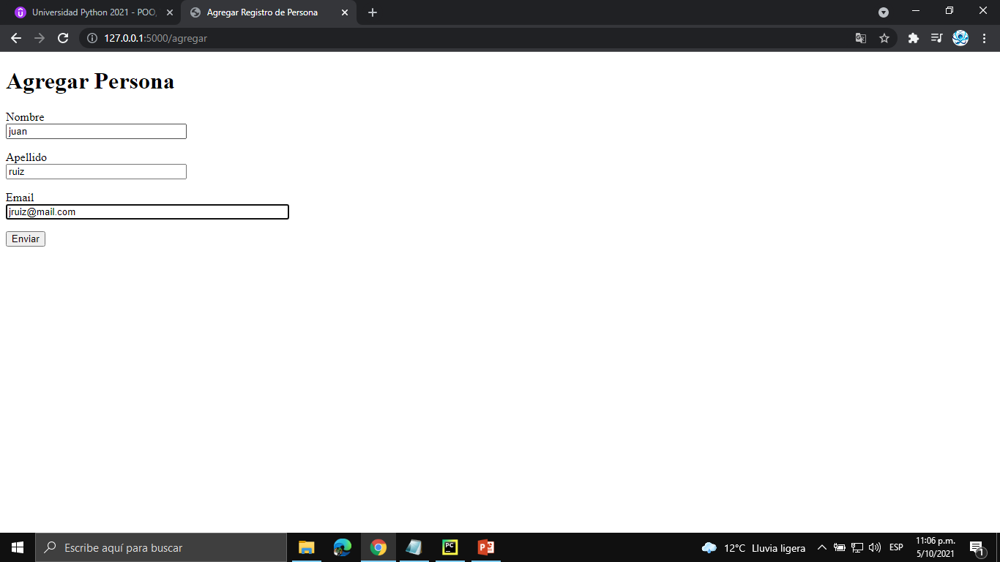 Universidad Python 2021 - POO,
Agregar Registro de Persona
127.0.0.1:5000/agregar
Agregar Persona
Nombre
juan
Apellido
ruiz
Email
jruiz@mail.com
Enviar
Escribe aquí para buscar
PC
P
12°C Lluvia ligera
ESP
11:06 p.m.
5/10/2021
1